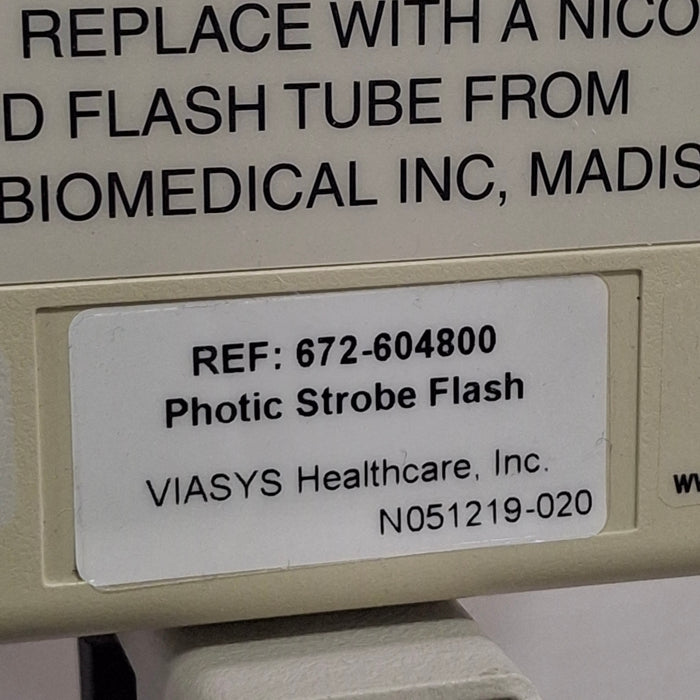 REPLACE WITH A NICO
D FLASH TUBE FROM
BIOMEDICAL INC, MADIS
REF: 672-604800
Photic Strobe Flash
VIASYS Healthcare, Inc.
N051219-020